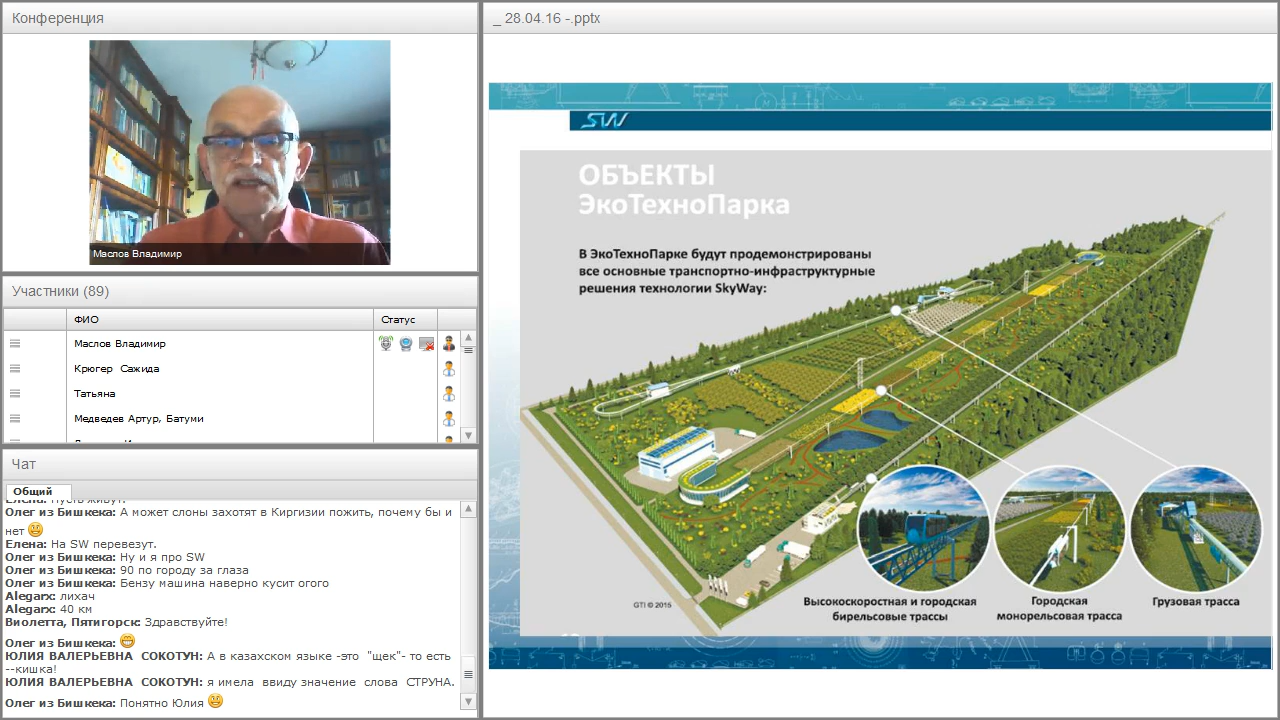 Конференция
Маслов Владимир
Участники (89)
ФИО
Статус
Маслов Владимир
Крюгер Сажида
Татьяна
Медведев Артур, Батуми
Чат
Общий
Елена: Пусть живут.
Олег из Бишкека: А может слоны захотят в Киргизии пожить, почему бы и
нет
Елена: На SW перевезут.
Олег из Бишкека: Ну и я про SW
Олег из Бишкека: 90 по городу за глаза
Олег из Бишкека: Бензу машина наверно кусит огого
Alegarx: лихач
Alegarx: 40 км
Виолетта, Пятигорск: Здравствуйте!
Олег из Бишкека:
ЮЛИЯ ВАЛЕРЬЕВНА СОКОТУН: А в казахском языке -это "щек"- то есть
--кишка!
ЮЛИЯ ВАЛЕРЬЕВНА СОКОТУН: я имела ввиду значение слова СТРУНА.
Олег из Бишкека: Понятно Юлия
_ 28.04.16 -.pptx
SW
ОБЪЕКТЫ
ЭкоТехноПарка
В ЭкоТехноПарке будут продемонстрированы
все основные транспортно-инфраструктурные
решения технологии SkyWay:
GTI © 2015
Высокоскоростная и городская
бирельсовые трассы
Городская
монорельсовая трасса
Грузовая трасса